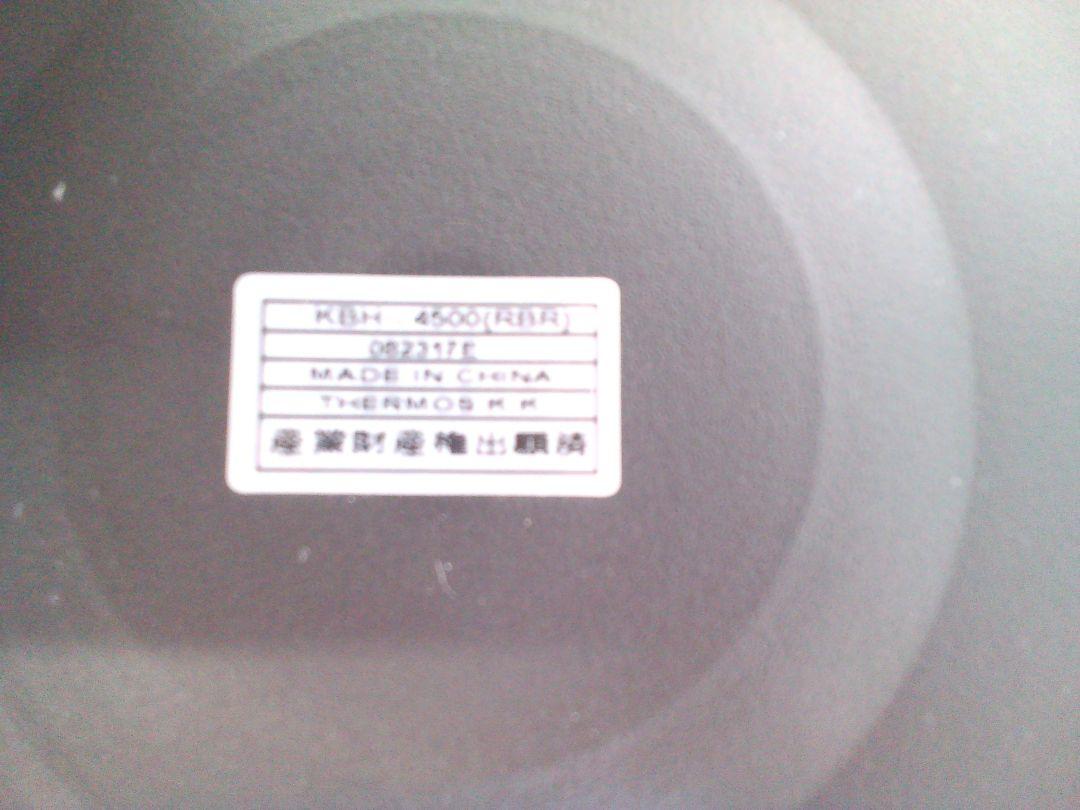 KBH 4500(RBR)
082317E
MADE IN CHINA
THERMOS K.K
産業財産権出願済